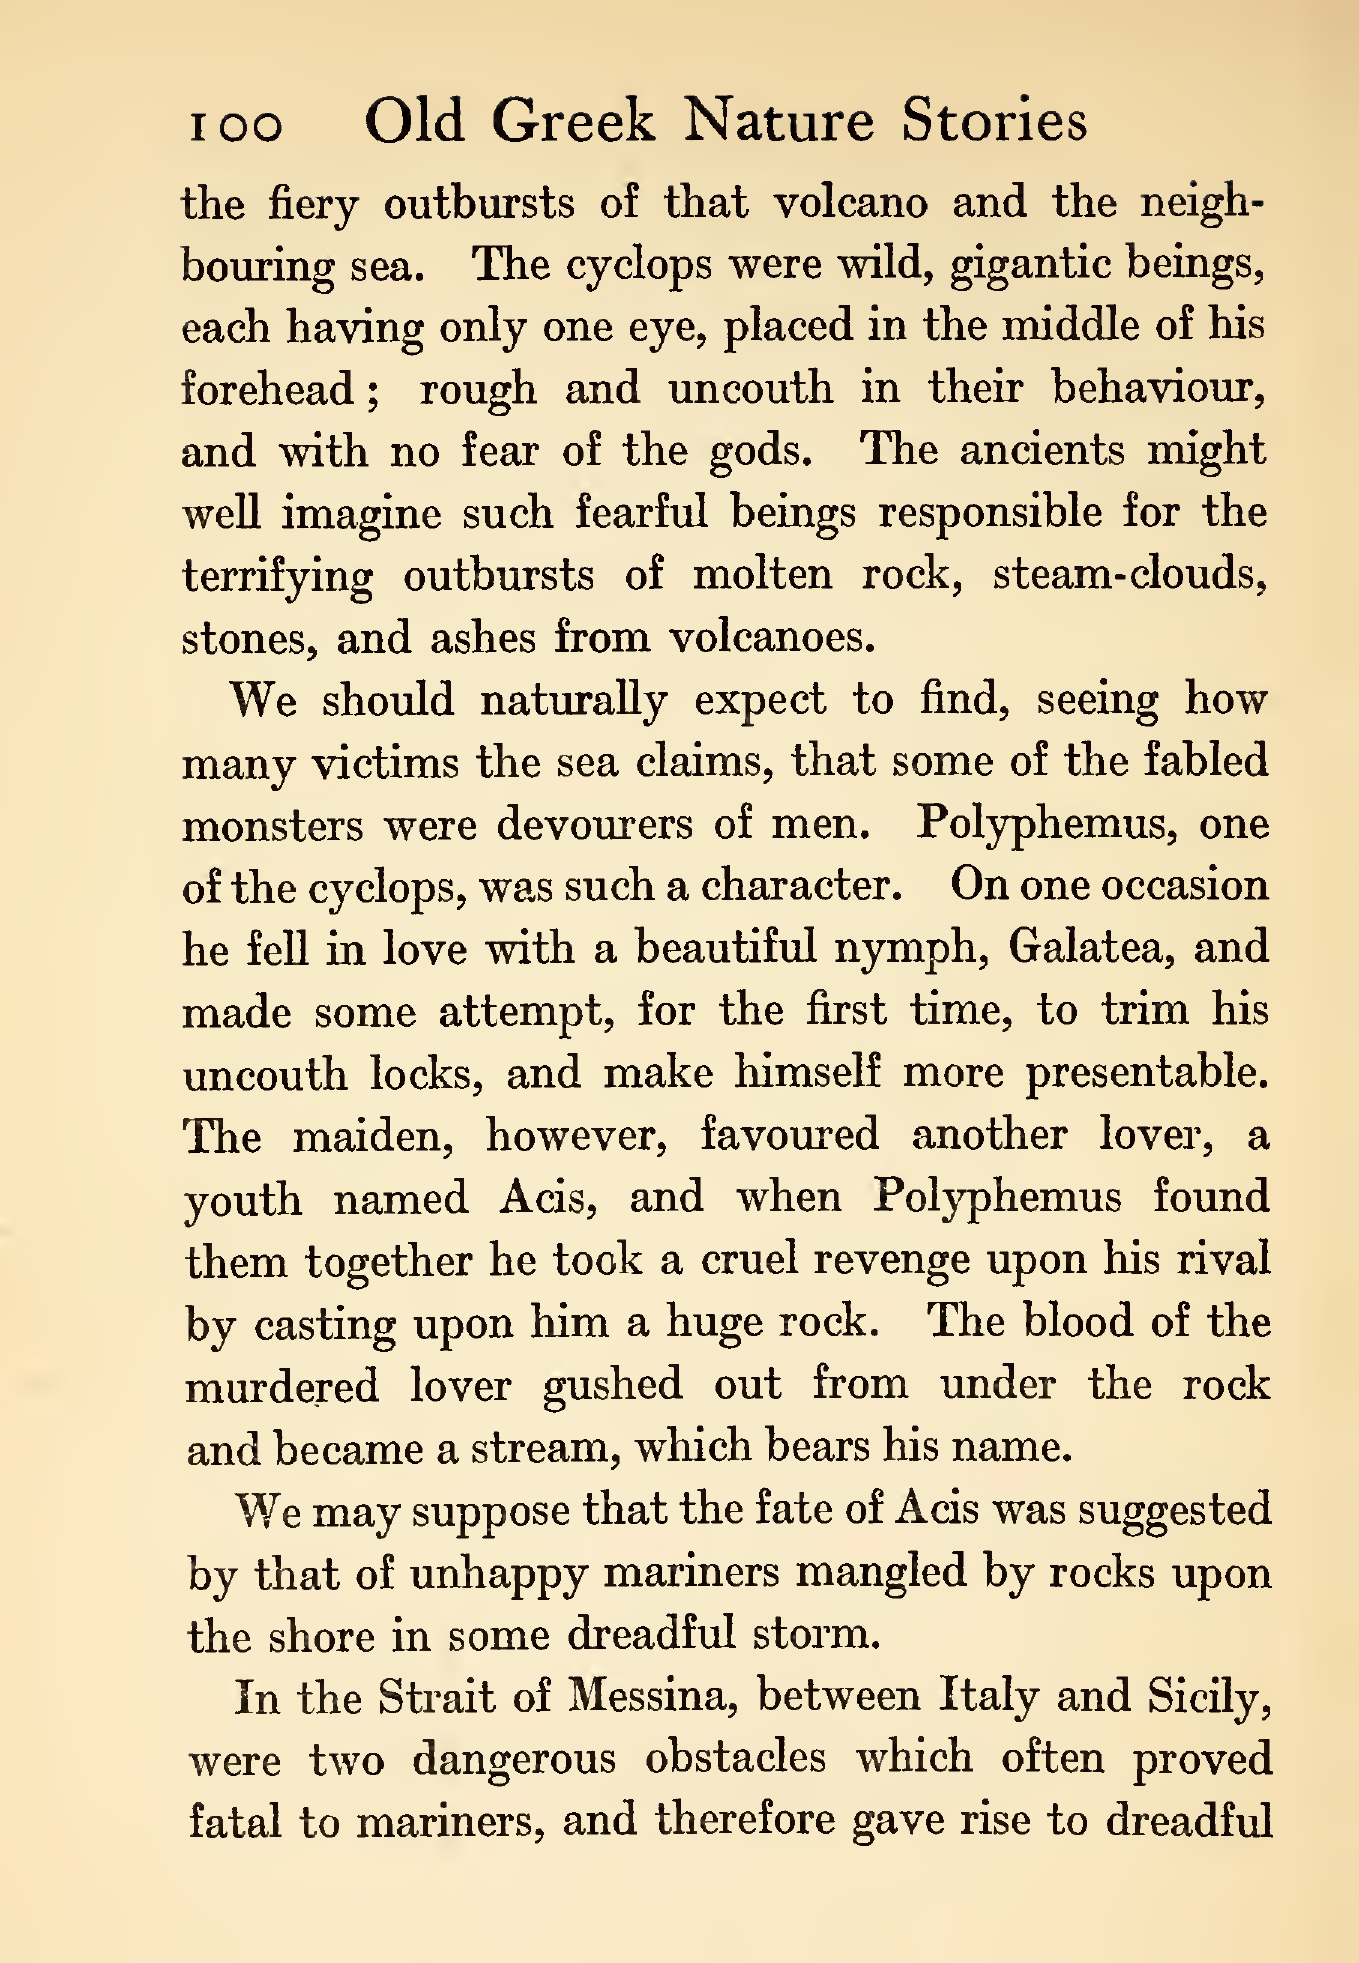 100 Old Greek Nature Stories
the fiery outbursts of that volcano and the neigh-
bouring sea. The cyclops were wild, gigantic beings,
each having only one eye, placed in the middle of his
forehead ; rough and uncouth in their behaviour,
and with no fear of the gods. The ancients might
well imagine such fearful beings responsible for the
terrifying outbursts of molten rock, steam-clouds,
stones, and ashes from volcanoes.
We should naturally expect to find, seeing how
many victims the sea claims, that some of the fabled
monsters were devourers of men. Polyphemus, one
of the cyclops, was such a character. On one occasion
he fell in love with a beautiful nymph, Galatea, and
made some attempt, for the first time, to trim his
uncouth locks, and make himself more presentable.
The maiden, however, favoured another lover, a
youth named Acis, and when Polyphemus found
them together he took a cruel revenge upon his rival
by casting upon him a huge rock. The blood of the
murdered lover gushed out from under the rock
and became a stream, which bears his name.
We may suppose that the fate of Acis was suggested
by that of unhappy mariners mangled by rocks upon
the shore in some dreadful storm.
In the Strait of Messina, between Italy and Sicily,
were two dangerous obstacles which often proved
fatal to mariners, and therefore gave rise to dreadful